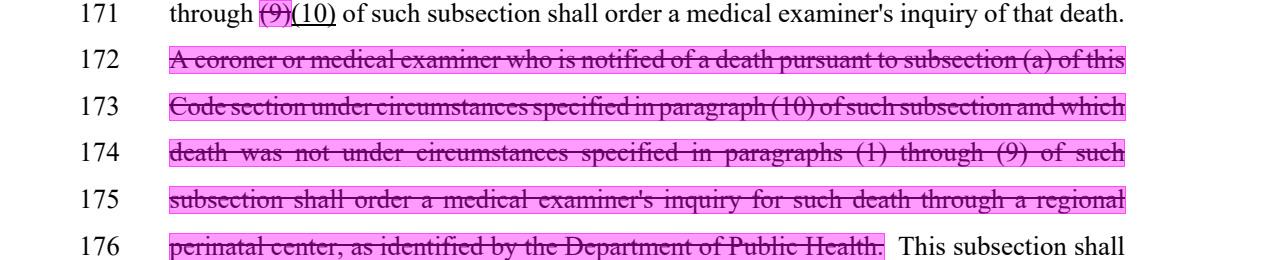 171 through (9)(10) of such subsection shall order a medical examiner's inquiry of that death.
172 A coroner or medical examiner who is notified of a death pursuant to subsection (a) of this
173 Code section under circumstances specified in paragraph (10) of such subsection and which
174 death was not under circumstances specified in paragraphs (1) through (9) of such
175 subsection shall order a medical examiner's inquiry for such death through a regional
176 perinatal center, as identified by the Department of Public Health. This subsection shall